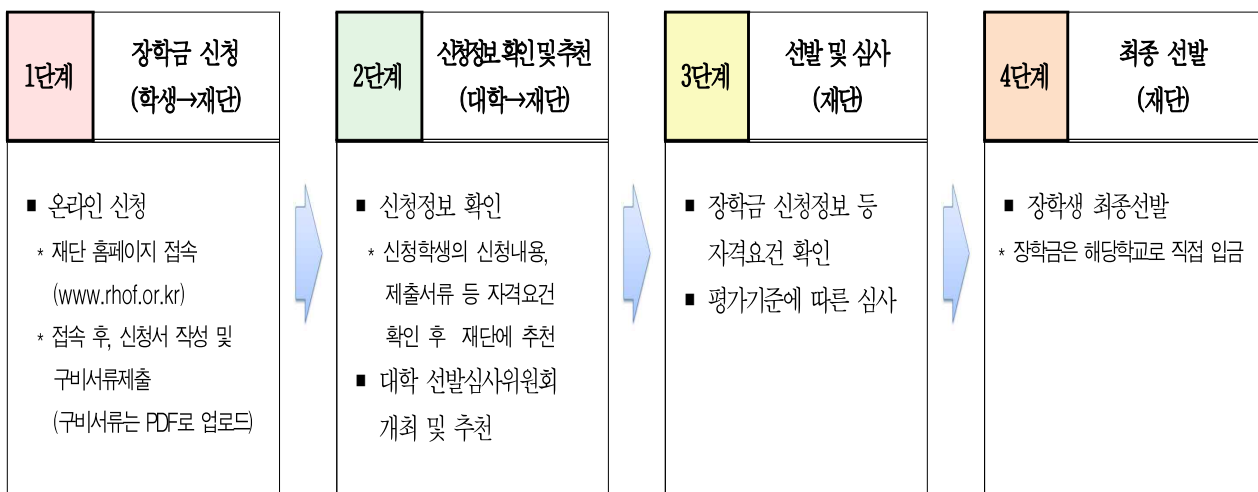 1단계
장학금 신청
(학생→재단)
■ 온라인 신청
* 재단 홈페이지 접속
(www.rhof.or.kr)
* 접속 후, 신청서 작성 및
구비서류제출
(구비서류는 PDF로 업로드)
2단계
신청정보 확인 및 추천
(대학→재단)
■ 신청정보 확인
* 신청학생의 신청내용,
제출서류 등 자격요건
확인 후 재단에 추천
■ 대학 선발심사위원회
개최 및 추천
3단계
선발 및 심사
(재단)
■ 장학금 신청정보 등
자격요건 확인
■ 평가기준에 따른 심사
4단계
최종 선발
(재단)
■ 장학생 최종선발
* 장학금은 해당학교로 직접 입금